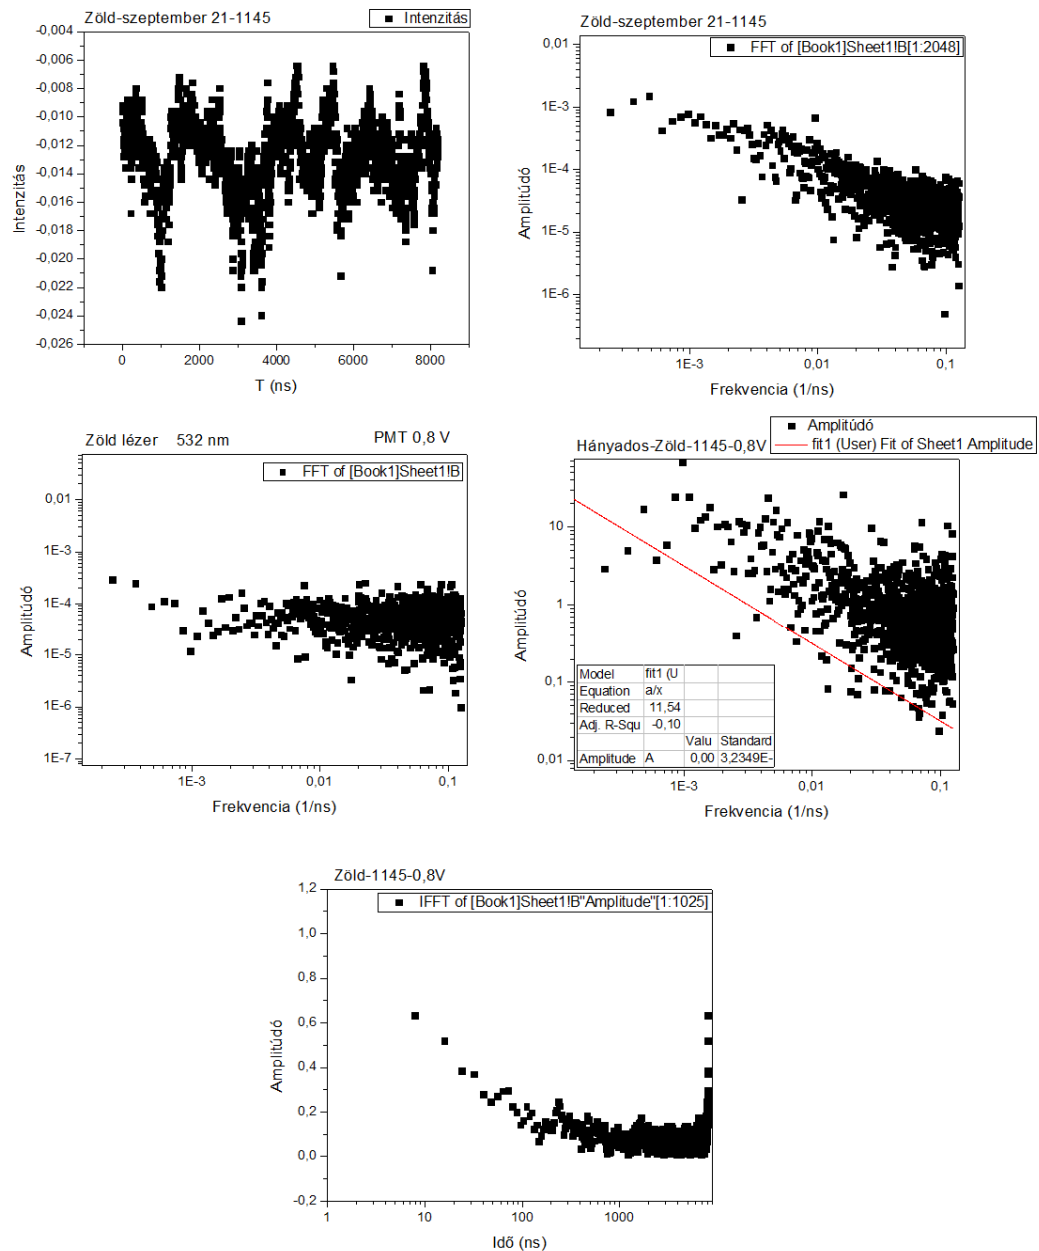 Zöld-szeptember 21-1145
Intenzitás
-0,004
-0,006
-0,008
-0,010
-0,012
-0,014
-0,016
-0,018
-0,020
-0,022
-0,024
-0,026
Intenzitás
0 2000 4000 6000 8000
T (ns)
Zöld-szeptember 21-1145
FFT of [Book1]Sheet1!B[1:2048]
0,01
1E-3
1E-4
1E-5
1E-6
Amplitúdó
1E-3 0,01 0,1
Frekvencia (1/ns)
Zöld lézer 532 nm PMT 0,8 V
FFT of [Book1]Sheet1!B
0,01
1E-3
1E-4
1E-5
1E-6
1E-7
Amplitúdó
1E-3 0,01 0,1
Frekvencia (1/ns)
Hányados-Zöld-1145-0,8V
Amplitúdó
fit1 (User) Fit of Sheet1 Amplitude
10
1
0,1
0,01
Amplitúdó
Model fit1 (U
Equation a/x
Reduced 11,54
Adj. R-Squ -0,10
Valu Standard
Amplitude A 0,00 3,2349E-
1E-3 0,01 0,1
Frekvencia (1/ns)
Zöld-1145-0,8V
IFFT of [Book1]Sheet1!B"Amplitude"[1:1025]
1,2
1,0
0,8
0,6
0,4
0,2
0,0
-0,2
Amplitúdó
1 10 100 1000
Idő (ns)